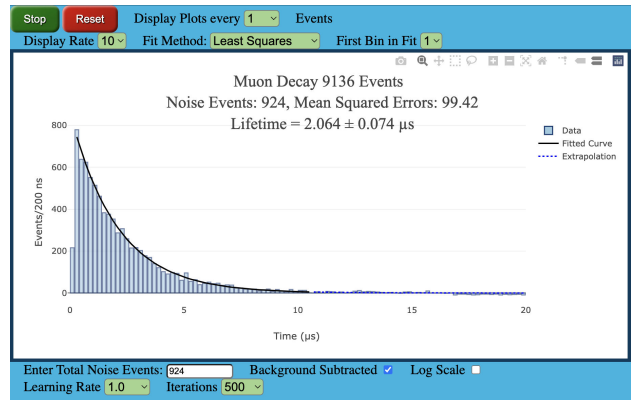 Stop Reset Display Plots every 1 Events
Display Rate 10 Fit Method: Least Squares First Bin in Fit 1
Muon Decay 9136 Events
Noise Events: 924, Mean Squared Errors: 99.42
Lifetime = 2.064 ± 0.074 μs
800
600
400
200
0
Events/200 ns
0 5 10 15 20
Time (μs)
Data
Fitted Curve
Extrapolation
Enter Total Noise Events: 924 Background Subtracted Log Scale
Learning Rate 1.0 Iterations 500